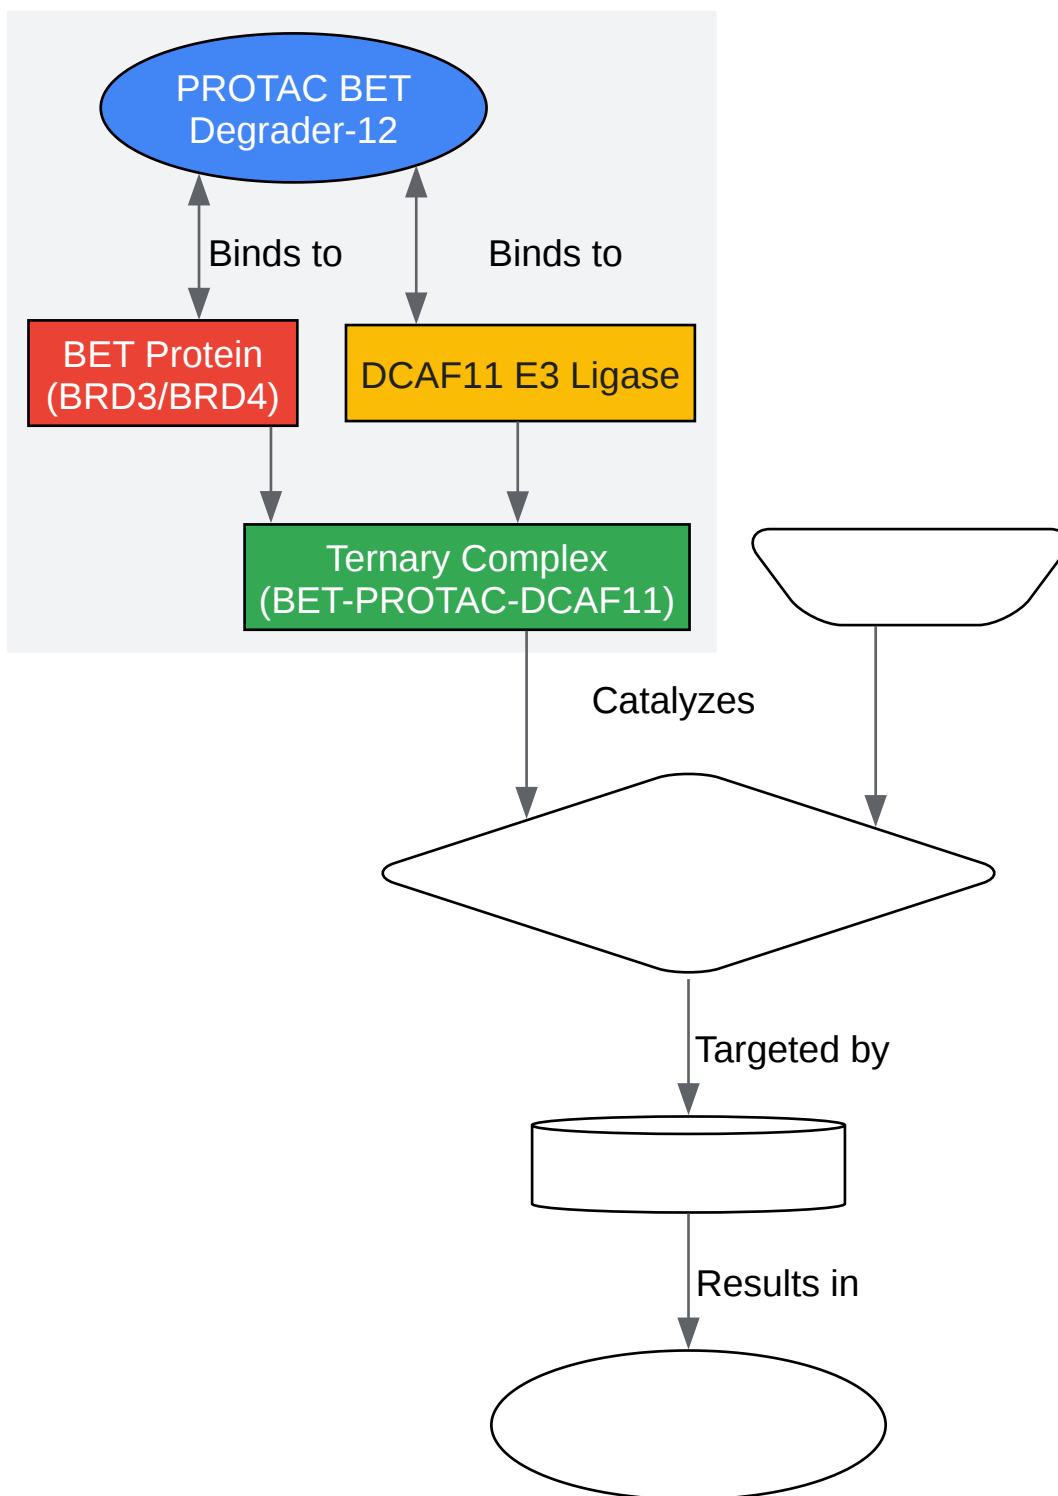 PROTAC BET
Degrader-12
Binds to
Binds to
BET Protein
(BRD3/BRD4)
DCAF11 E3 Ligase
Ternary Complex
(BET-PROTAC-DCAF11)
Catalyzes
Targeted by
Results in